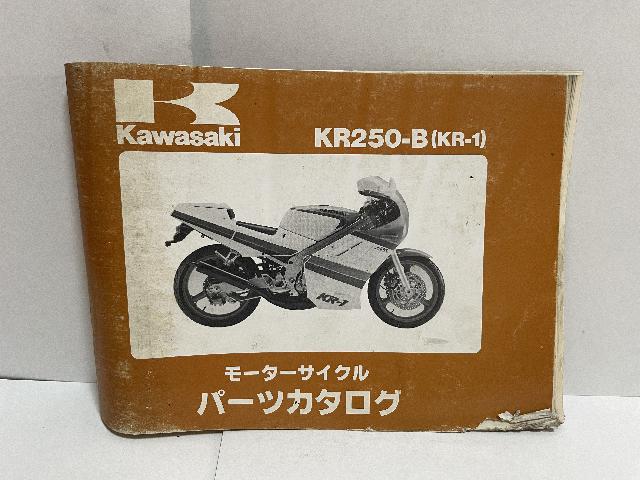 Kawasaki
KR250-B (KR-1)
KR-1
モーターサイクル
パーツカタログ